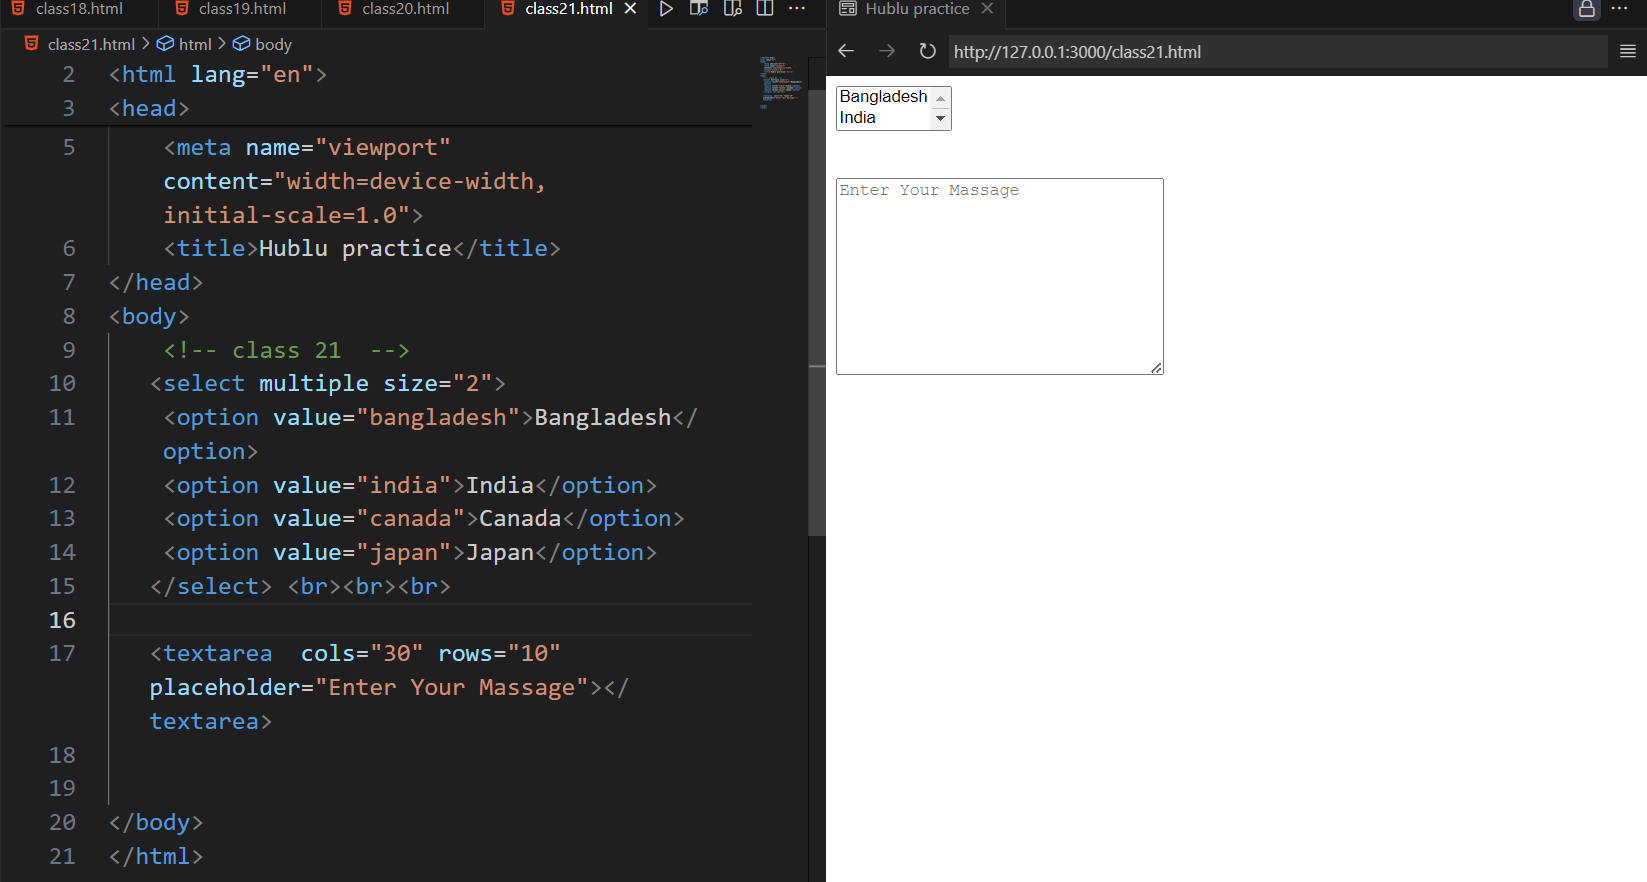 class18.html class19.html class20.html class21.html
class21.html html body
2 <html lang="en">
3 <head>
5 <meta name="viewport"
content="width=device-width,
initial-scale=1.0">
6 <title>Hublu practice</title>
7 </head>
8 <body>
9 <!-- class 21  -->
10 <select multiple size="2">
11 <option value="bangladesh">Bangladesh</
option>
12 <option value="india">India</option>
13 <option value="canada">Canada</option>
14 <option value="japan">Japan</option>
15 </select> <br><br><br>
16
17 <textarea  cols="30" rows="10"
placeholder="Enter Your Massage"></
textarea>
18
19
20 </body>
21 </html>
Hublu practice
http://127.0.0.1:3000/class21.html
Bangladesh
India
Enter Your Massage